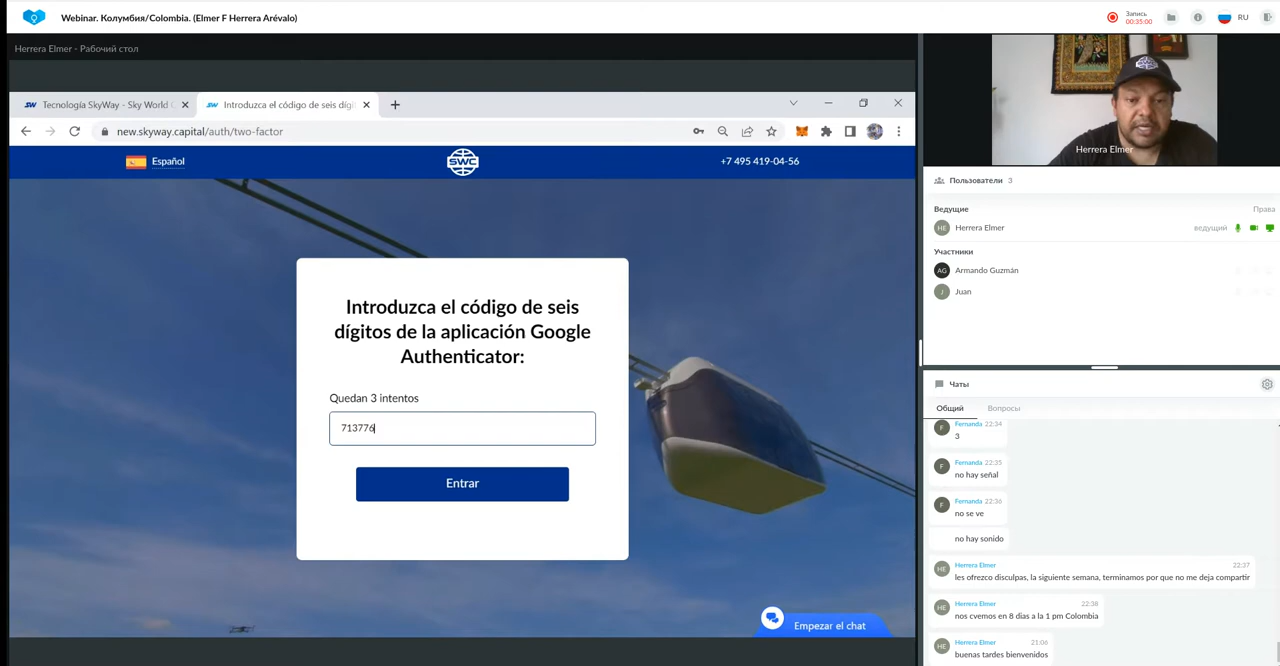 Webinar. Колумбия/Colombia. (Elmer F Herrera Arévalo)
Запись
00:35:00
RU
Herrera Elmer - Рабочий стол
Tecnología SkyWay - Sky World
Introduzca el código de seis dígi
new.skyway.capital/auth/two-factor
Español
SWC
+7 495 419-04-56
Introduzca el código de seis
dígitos de la aplicación Google
Authenticator:
Quedan 3 intentos
713776
Entrar
Empezar el chat
Herrera Elmer
Пользователи 3
Ведущие
Права
HE
Herrera Elmer
ведущий
Участники
AG
Armando Guzmán
J
Juan
Чаты
Общий
Вопросы
F
Fernanda 22:34
3
F
Fernanda 22:35
no hay señal
F
Fernanda 22:36
no se ve
no hay sonido
HE
Herrera Elmer 22:37
les ofrezco disculpas, la siguiente semana, terminamos por que no me deja compartir
HE
Herrera Elmer 22:38
nos cvemos en 8 dias a la 1 pm Colombia
HE
Herrera Elmer 21:06
buenas tardes bienvenidos